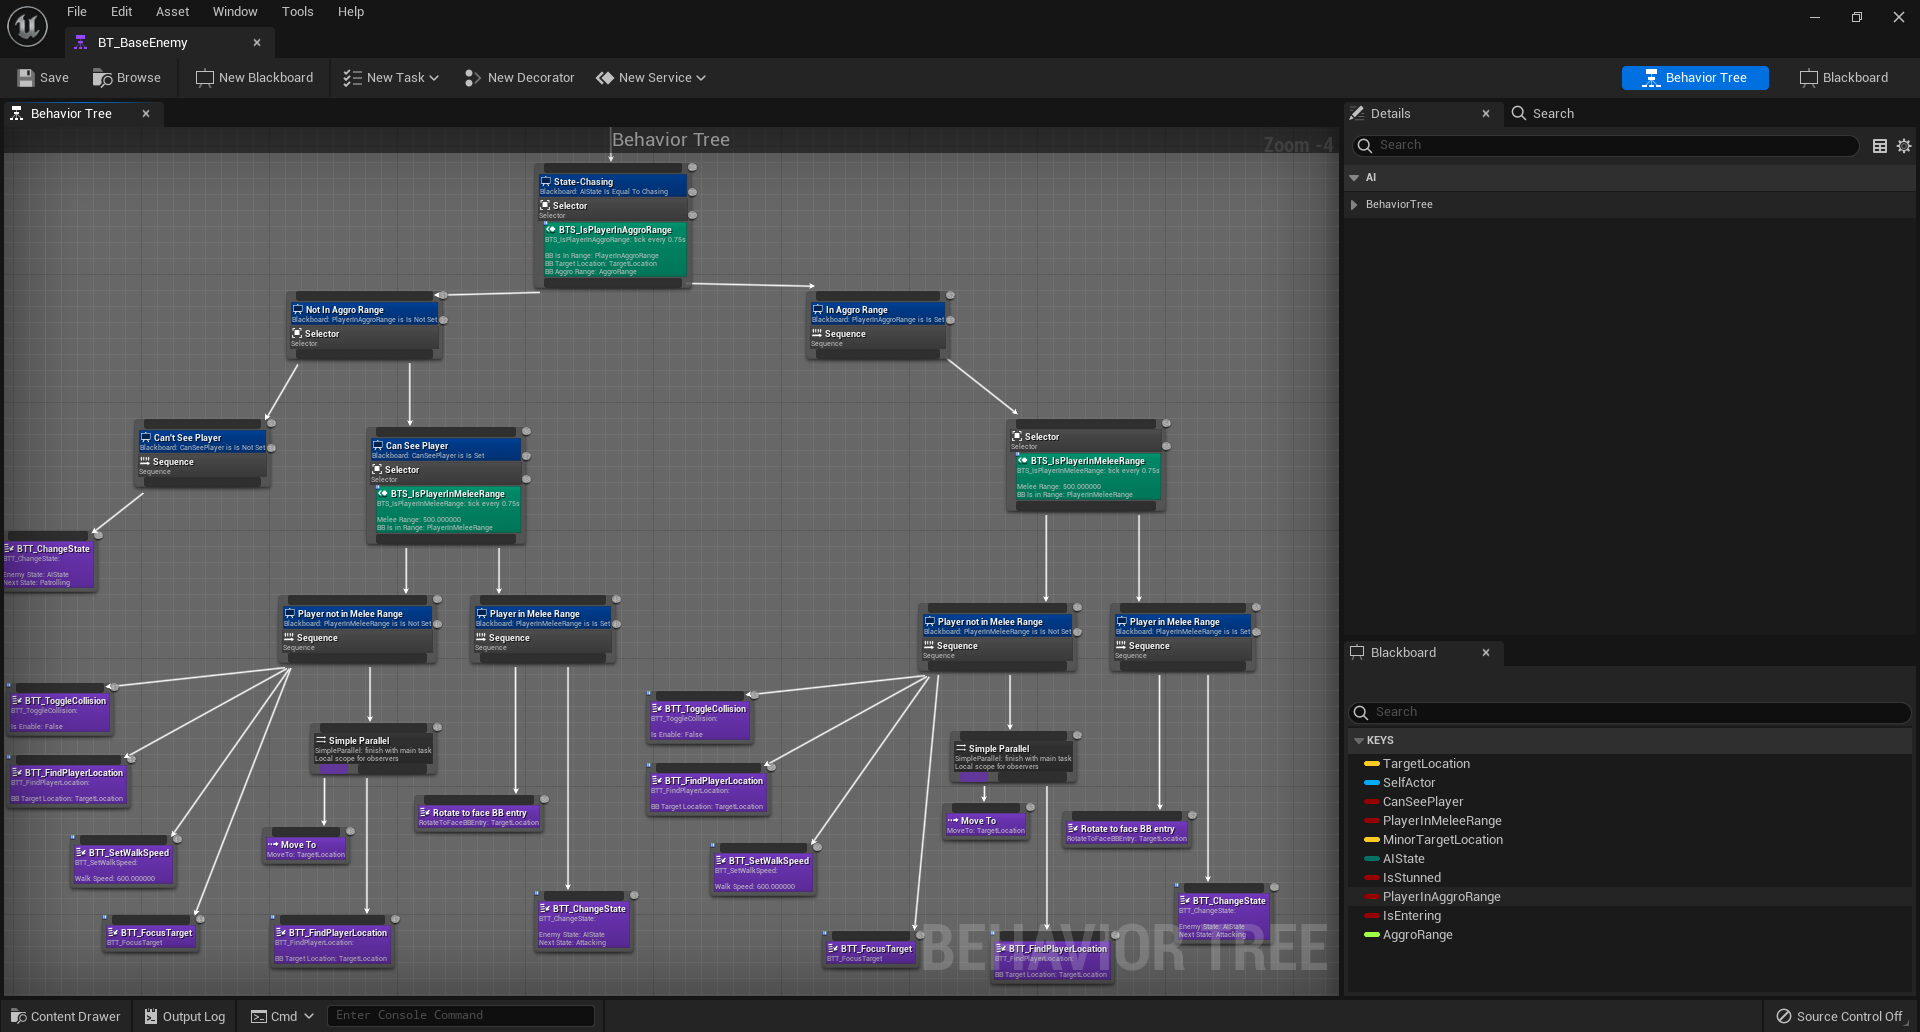 File Edit Asset Window Tools Help
BT_BaseEnemy
Save Browse New Blackboard New Task New Decorator New Service Behavior Tree Blackboard
Behavior Tree
Behavior Tree
Zoom -4
State-Chasing
Blackboard: AIState is Equal To Chasing
Selector
Selector
BTS_IsPlayerInAggroRange
BTS_IsPlayerInAggroRange: tick every 0.75s
BB Is in Range: PlayerInAggroRange
BB Target Location: TargetLocation
BB Aggro Range: AggroRange
Not In Aggro Range
Blackboard: PlayerInAggroRange is Is Not Set
Selector
Selector
In Aggro Range
Blackboard: PlayerInAggroRange is Is Set
Sequence
Sequence
Can't See Player
Blackboard: CanSeePlayer is Is Not Set
Sequence
Sequence
Can See Player
Blackboard: CanSeePlayer is Is Set
Selector
Selector
BTS_IsPlayerInMeleeRange
BTS_IsPlayerInMeleeRange: tick every 0.75s
Melee Range: 500.000000
BB Is in Range: PlayerInMeleeRange
Selector
Selector
BTS_IsPlayerInMeleeRange
BTS_IsPlayerInMeleeRange: tick every 0.75s
Melee Range: 500.000000
BB Is in Range: PlayerInMeleeRange
BTT_ChangeState
BTT_ChangeState:
Enemy State: AIState
Next State: Patrolling
Player not in Melee Range
Blackboard: PlayerInMeleeRange is Is Not Set
Sequence
Sequence
Player in Melee Range
Blackboard: PlayerInMeleeRange is Is Set
Sequence
Sequence
Player not in Melee Range
Blackboard: PlayerInMeleeRange is Is Not Set
Sequence
Sequence
Player in Melee Range
Blackboard: PlayerInMeleeRange is Is Set
Sequence
Sequence
BTT_ToggleCollision
BTT_ToggleCollision:
Is Enable: False
BTT_FindPlayerLocation
BTT_FindPlayerLocation:
BB Target Location: TargetLocation
BTT_SetWalkSpeed
BTT_SetWalkSpeed:
Walk Speed: 600.000000
BTT_FocusTarget
BTT_FocusTarget
Simple Parallel
SimpleParallel: finish with main task
Local scope for observers
Move To
MoveTo: TargetLocation
BTT_FindPlayerLocation
BTT_FindPlayerLocation:
BB Target Location: TargetLocation
Rotate to face BB entry
RotateToFaceBBEntry: TargetLocation
BTT_ChangeState
BTT_ChangeState:
Enemy State: AIState
Next State: Attacking
BTT_ToggleCollision
BTT_ToggleCollision:
Is Enable: False
BTT_FindPlayerLocation
BTT_FindPlayerLocation:
BB Target Location: TargetLocation
BTT_SetWalkSpeed
BTT_SetWalkSpeed:
Walk Speed: 600.000000
BTT_FocusTarget
BTT_FocusTarget
Simple Parallel
SimpleParallel: finish with main task
Local scope for observers
Move To
MoveTo: TargetLocation
BTT_FindPlayerLocation
BTT_FindPlayerLocation:
BB Target Location: TargetLocation
Rotate to face BB entry
RotateToFaceBBEntry: TargetLocation
BTT_ChangeState
BTT_ChangeState:
Enemy State: AIState
Next State: Attacking
BEHAVIOR TREE
Details Search
Search
AI
BehaviorTree
Blackboard
Search
KEYS
TargetLocation
SelfActor
CanSeePlayer
PlayerInMeleeRange
MinorTargetLocation
AIState
IsStunned
PlayerInAggroRange
IsEntering
AggroRange
Content Drawer Output Log Cmd Enter Console Command Source Control Off